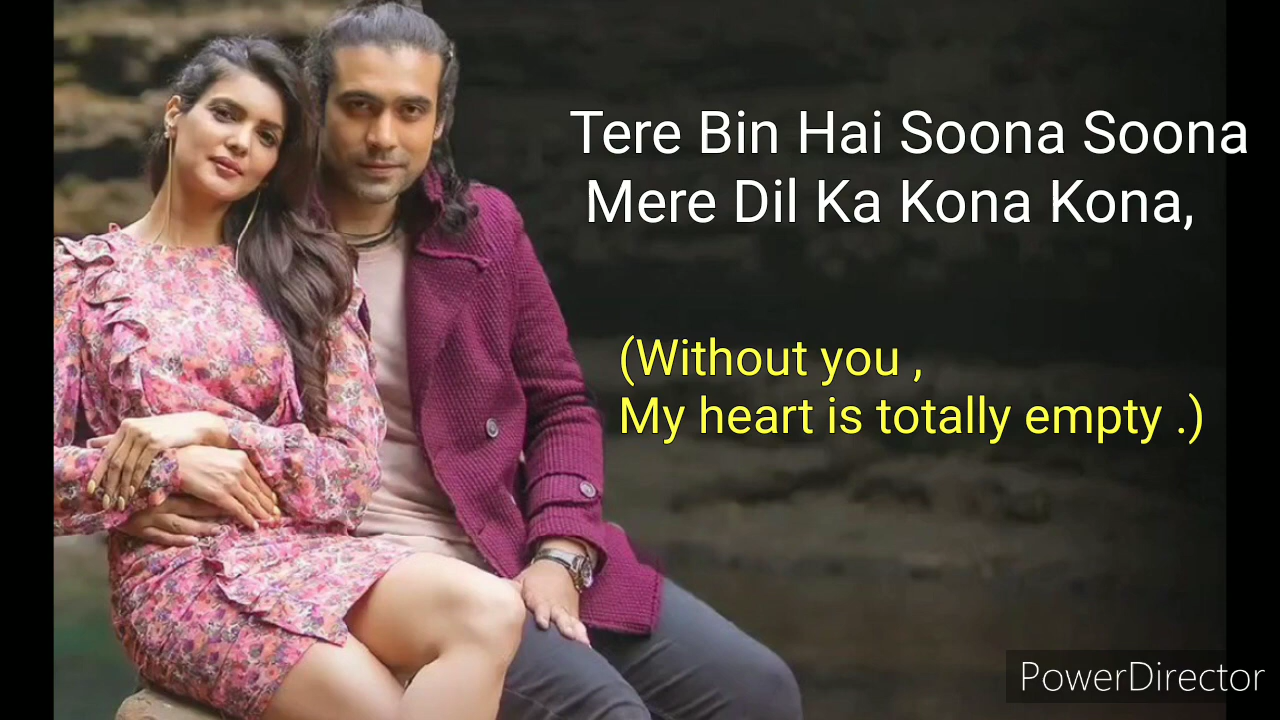 Tere Bin Hai Soona Soona
Mere Dil Ka Kona Kona,
(Without you ,
My heart is totally empty .)
PowerDirector